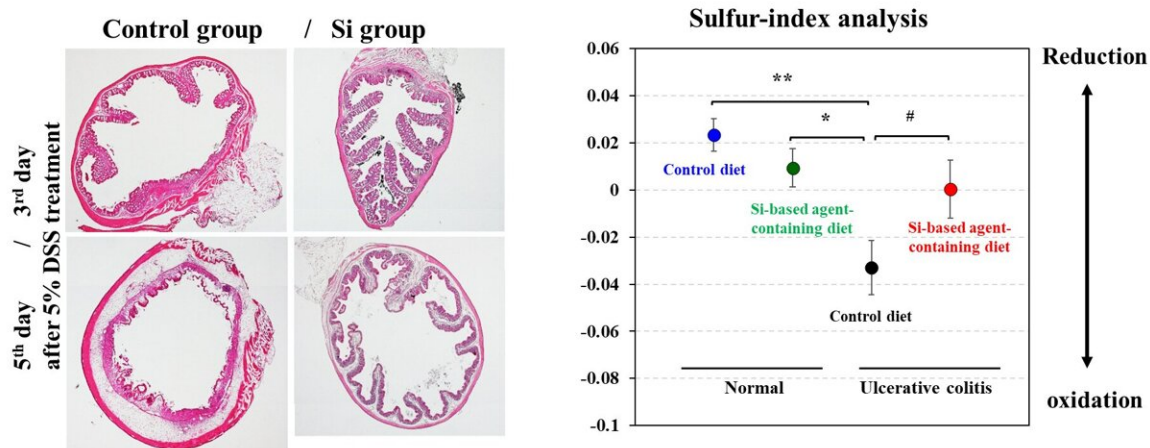 Control group / Si group
5th day / 3rd day
after 5% DSS treatment
Sulfur-index analysis
0.06
0.04
0.02
0
-0.02
-0.04
-0.06
-0.08
-0.1
**
*
#
Control diet
Si-based agent-
containing diet
Si-based agent-
containing diet
Control diet
Normal
Ulcerative colitis
Reduction
oxidation